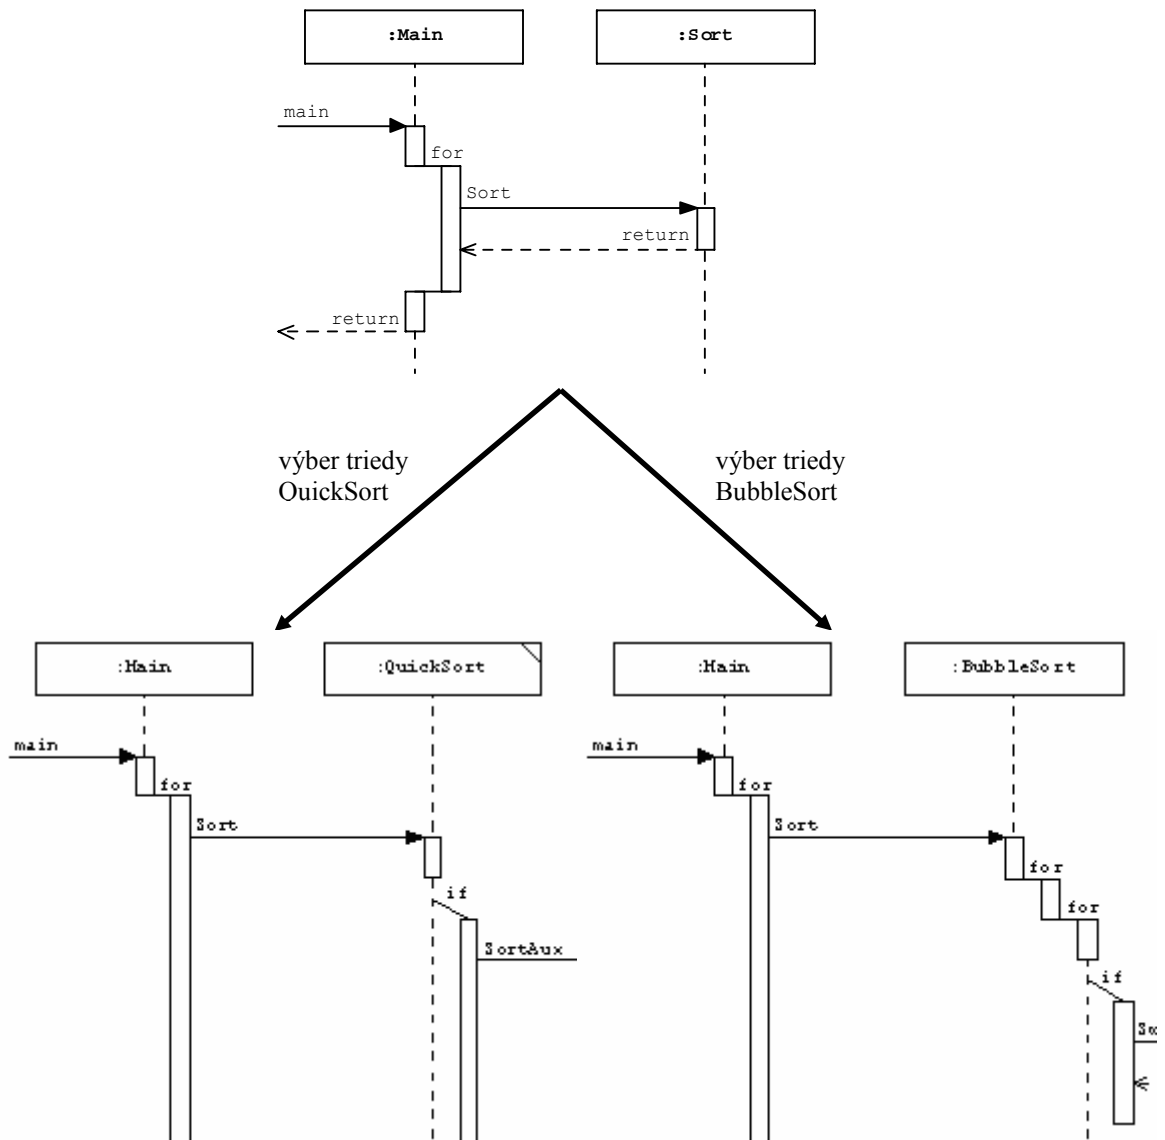 :Main
:Sort
main
for
Sort
return
return
výber triedy
OuickSort
výber triedy
BubbleSort
:Main
:QuickSort
main
for
Sort
if
SortAux
:Main
:BubbleSort
main
for
Sort
for
for
if